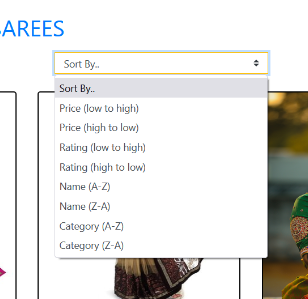 SAREES
Sort By..
Sort By..
Price (low to high)
Price (high to low)
Rating (low to high)
Rating (high to low)
Name (A-Z)
Name (Z-A)
Category (A-Z)
Category (Z-A)